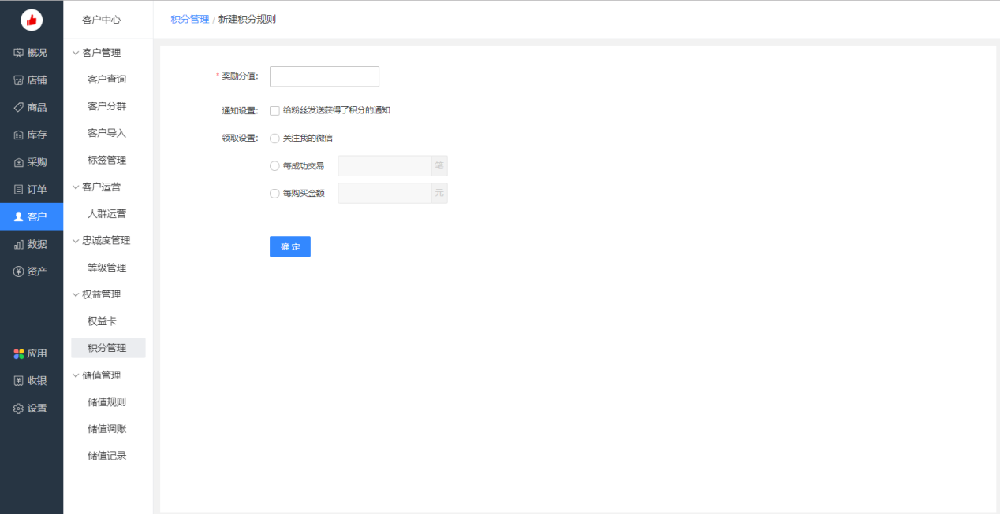 概况
店铺
商品
库存
采购
订单
客户
数据
资产
应用
收银
设置
客户中心
客户管理
客户查询
客户分群
客户导入
标签管理
客户运营
人群运营
忠诚度管理
等级管理
权益管理
权益卡
积分管理
储值管理
储值规则
储值调账
储值记录
积分管理 / 新建积分规则
* 奖励分值：
通知设置： 给粉丝发送获得了积分的通知
领取设置： 关注我的微信
每成功交易 笔
每购买金额 元
确定